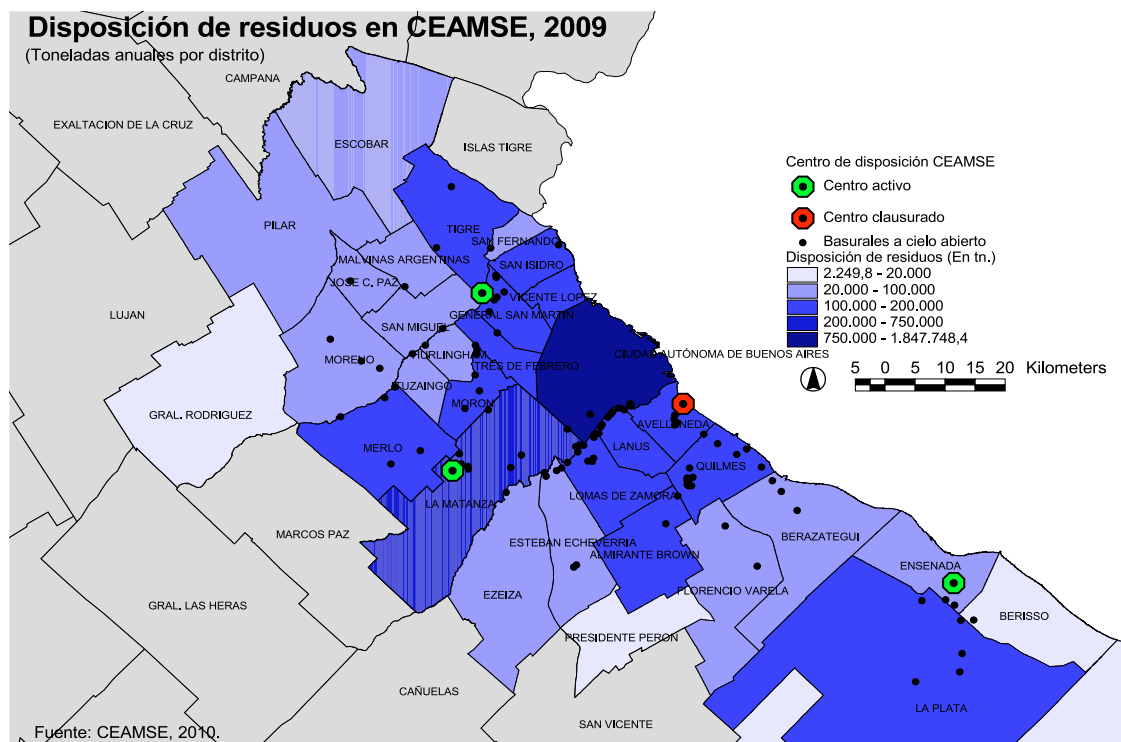 Disposición de residuos en CEAMSE, 2009
(Toneladas anuales por distrito)
CAMPANA
EXALTACION DE LA CRUZ
ESCOBAR
ISLAS TIGRE
Centro de disposición CEAMSE
Centro activo
Centro clausurado
Basurales a cielo abierto
Disposición de residuos (En tn.)
2.249,8 - 20.000
20.000 - 100.000
100.000 - 200.000
200.000 - 750.000
750.000 - 1.847.748,4
PILAR
TIGRE
SAN FERNANDO
MALVINAS ARGENTINAS
SAN ISIDRO
JOSE C. PAZ
VICENTE LOPEZ
LUJAN
GENERAL SAN MARTIN
SAN MIGUEL
CIUDAD AUTÓNOMA DE BUENOS AIRES
MORENO
HURLINGHAM
TRES DE FEBRERO
5 0 5 10 15 20 Kilometers
ITUZAINGO
GRAL. RODRIGUEZ
MORON
AVELLANEDA
MERLO
LANUS
QUILMES
LA MATANZA
LOMAS DE ZAMORA
MARCOS PAZ
ESTEBAN ECHEVERRIA
BERAZATEGUI
ALMIRANTE BROWN
ENSENADA
GRAL. LAS HERAS
EZEIZA
FLORENCIO VARELA
BERISSO
PRESIDENTE PERON
CAÑUELAS
LA PLATA
SAN VICENTE
Fuente: CEAMSE, 2010.